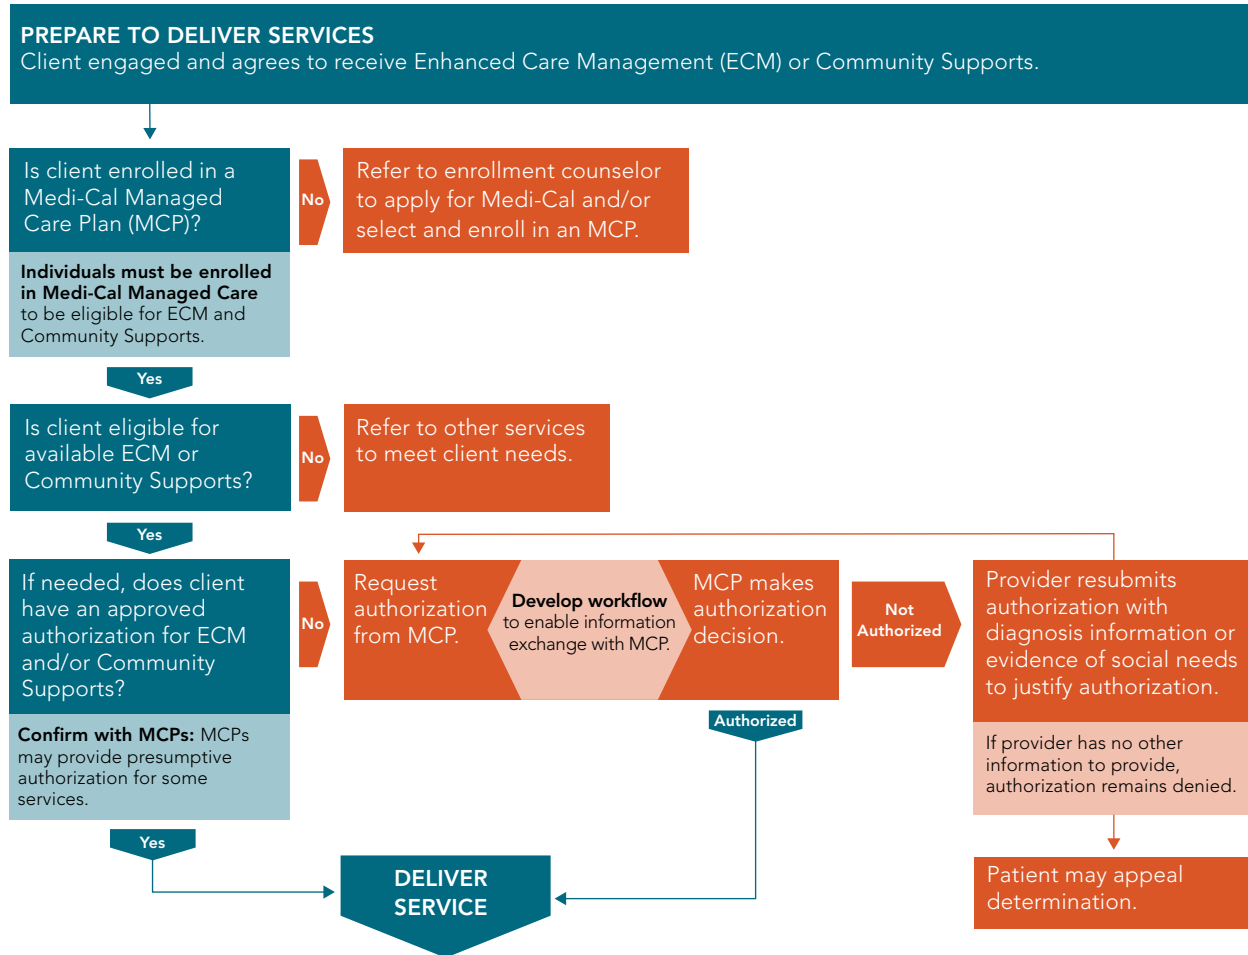 PREPARE TO DELIVER SERVICES
Client engaged and agrees to receive Enhanced Care Management (ECM) or Community Supports.
Is client enrolled in a
Medi-Cal Managed
Care Plan (MCP)?
Individuals must be enrolled
in Medi-Cal Managed Care
to be eligible for ECM and
Community Supports.
No
Refer to enrollment counselor
to apply for Medi-Cal and/or
select and enroll in an MCP.
Yes
Is client eligible for
available ECM or
Community Supports?
No
Refer to other services
to meet client needs.
Yes
If needed, does client
have an approved
authorization for ECM
and/or Community
Supports?
Confirm with MCPs: MCPs
may provide presumptive
authorization for some
services.
No
Request
authorization
from MCP.
Develop workflow
to enable information
exchange with MCP.
MCP makes
authorization
decision.
Not
Authorized
Provider resubmits
authorization with
diagnosis information or
evidence of social needs
to justify authorization.
If provider has no other
information to provide,
authorization remains denied.
Authorized
Yes
DELIVER
SERVICE
Patient may appeal
determination.